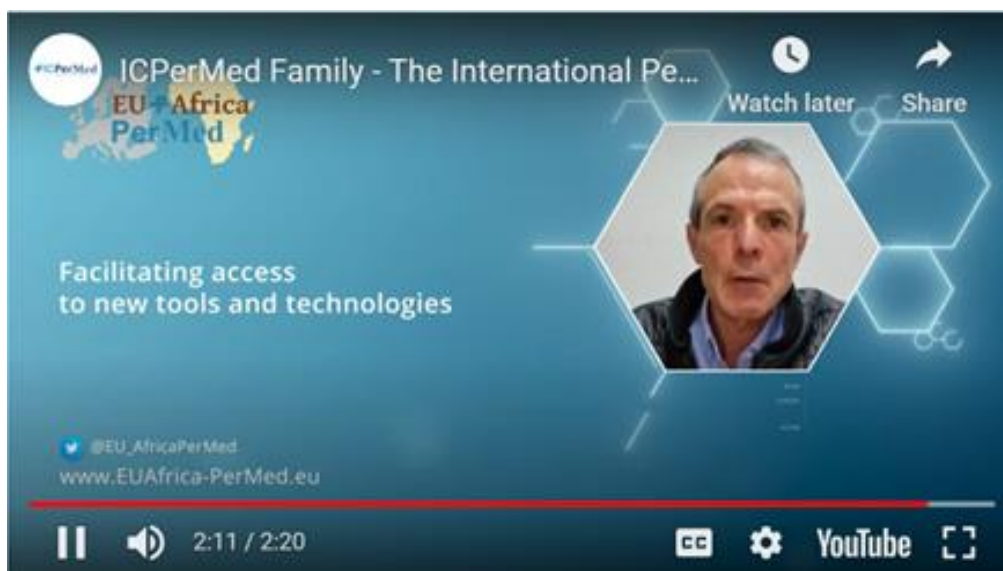 ICPerMed
ICPerMed Family - The International Pe...
Watch later
Share
EU Africa
PerMed
Facilitating access
to new tools and technologies
@EU_AfricaPerMed
www.EUAfrica-PerMed.eu
2:11 / 2:20
CC
YouTube